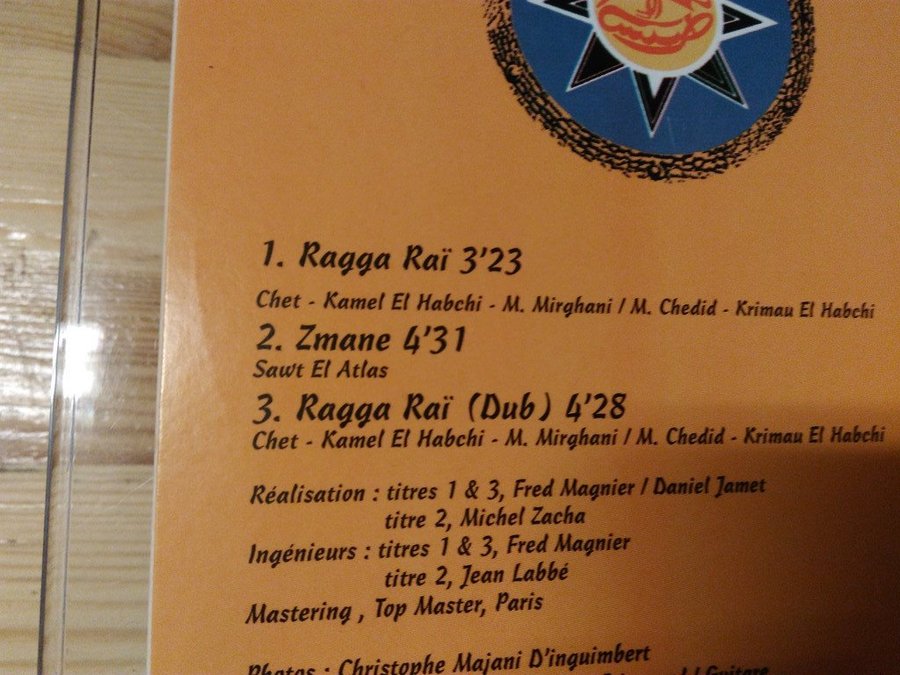 1. Ragga Raï 3'23
Chet - Kamel El Habchi - M. Mirghani / M. Chedid - Krimau El Habchi
2. Zmane 4'31
Sawt El Atlas
3. Ragga Raï (Dub) 4'28
Chet - Kamel El Habchi - M. Mirghani / M. Chedid - Krimau El Habchi
Réalisation : titres 1 & 3, Fred Magnier / Daniel Jamet
titre 2, Michel Zacha
Ingénieurs : titres 1 & 3, Fred Magnier
titre 2, Jean Labbé
Mastering , Top Master, Paris
Photos : Christophe Majani D'inguimbert
/ Guitare